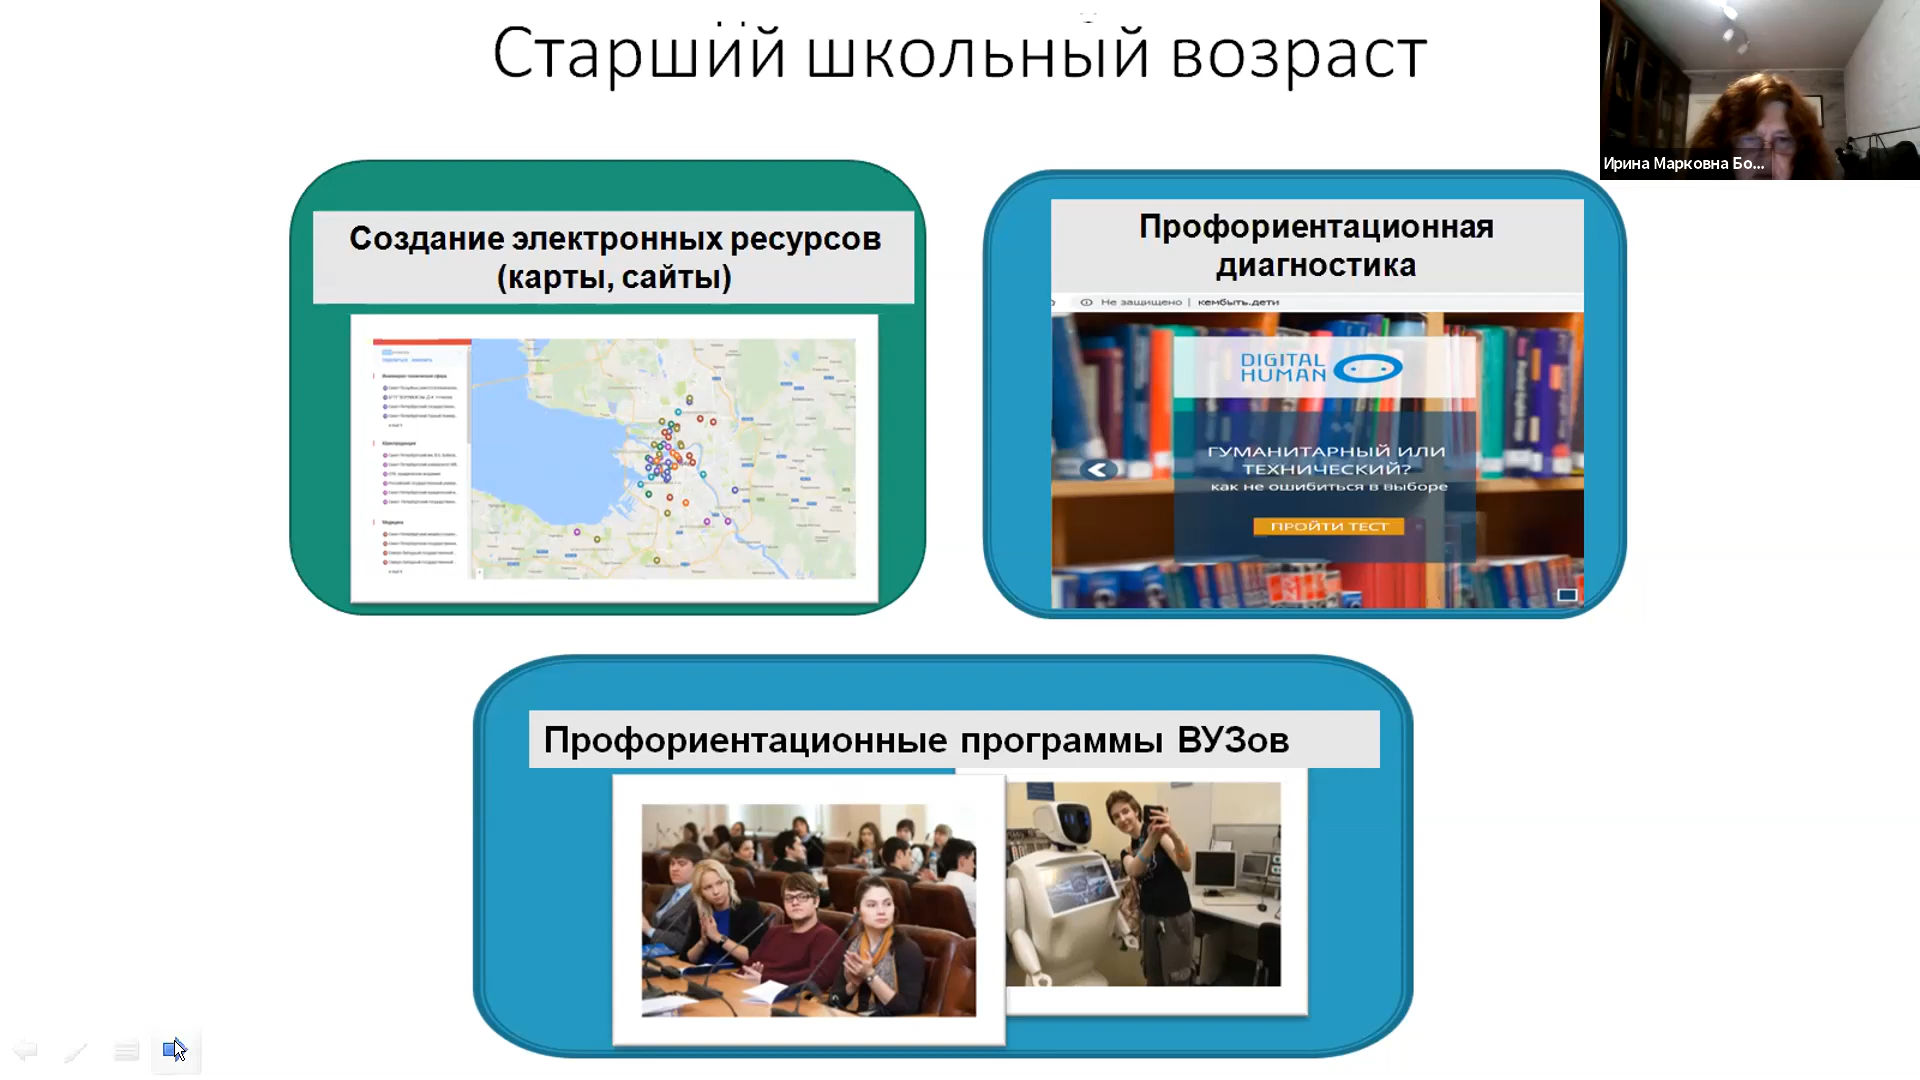 Старший школьный возраст
Ирина Марковна Бо...
Создание электронных ресурсов
(карты, сайты)
Профориентационная
диагностика
Не защищено | кембыть.дети
DIGITAL
HUMAN
ГУМАНИТАРНЫЙ ИЛИ
ТЕХНИЧЕСКИЙ?
как не ошибиться в выборе
ПРОЙТИ ТЕСТ
Профориентационные программы ВУЗов